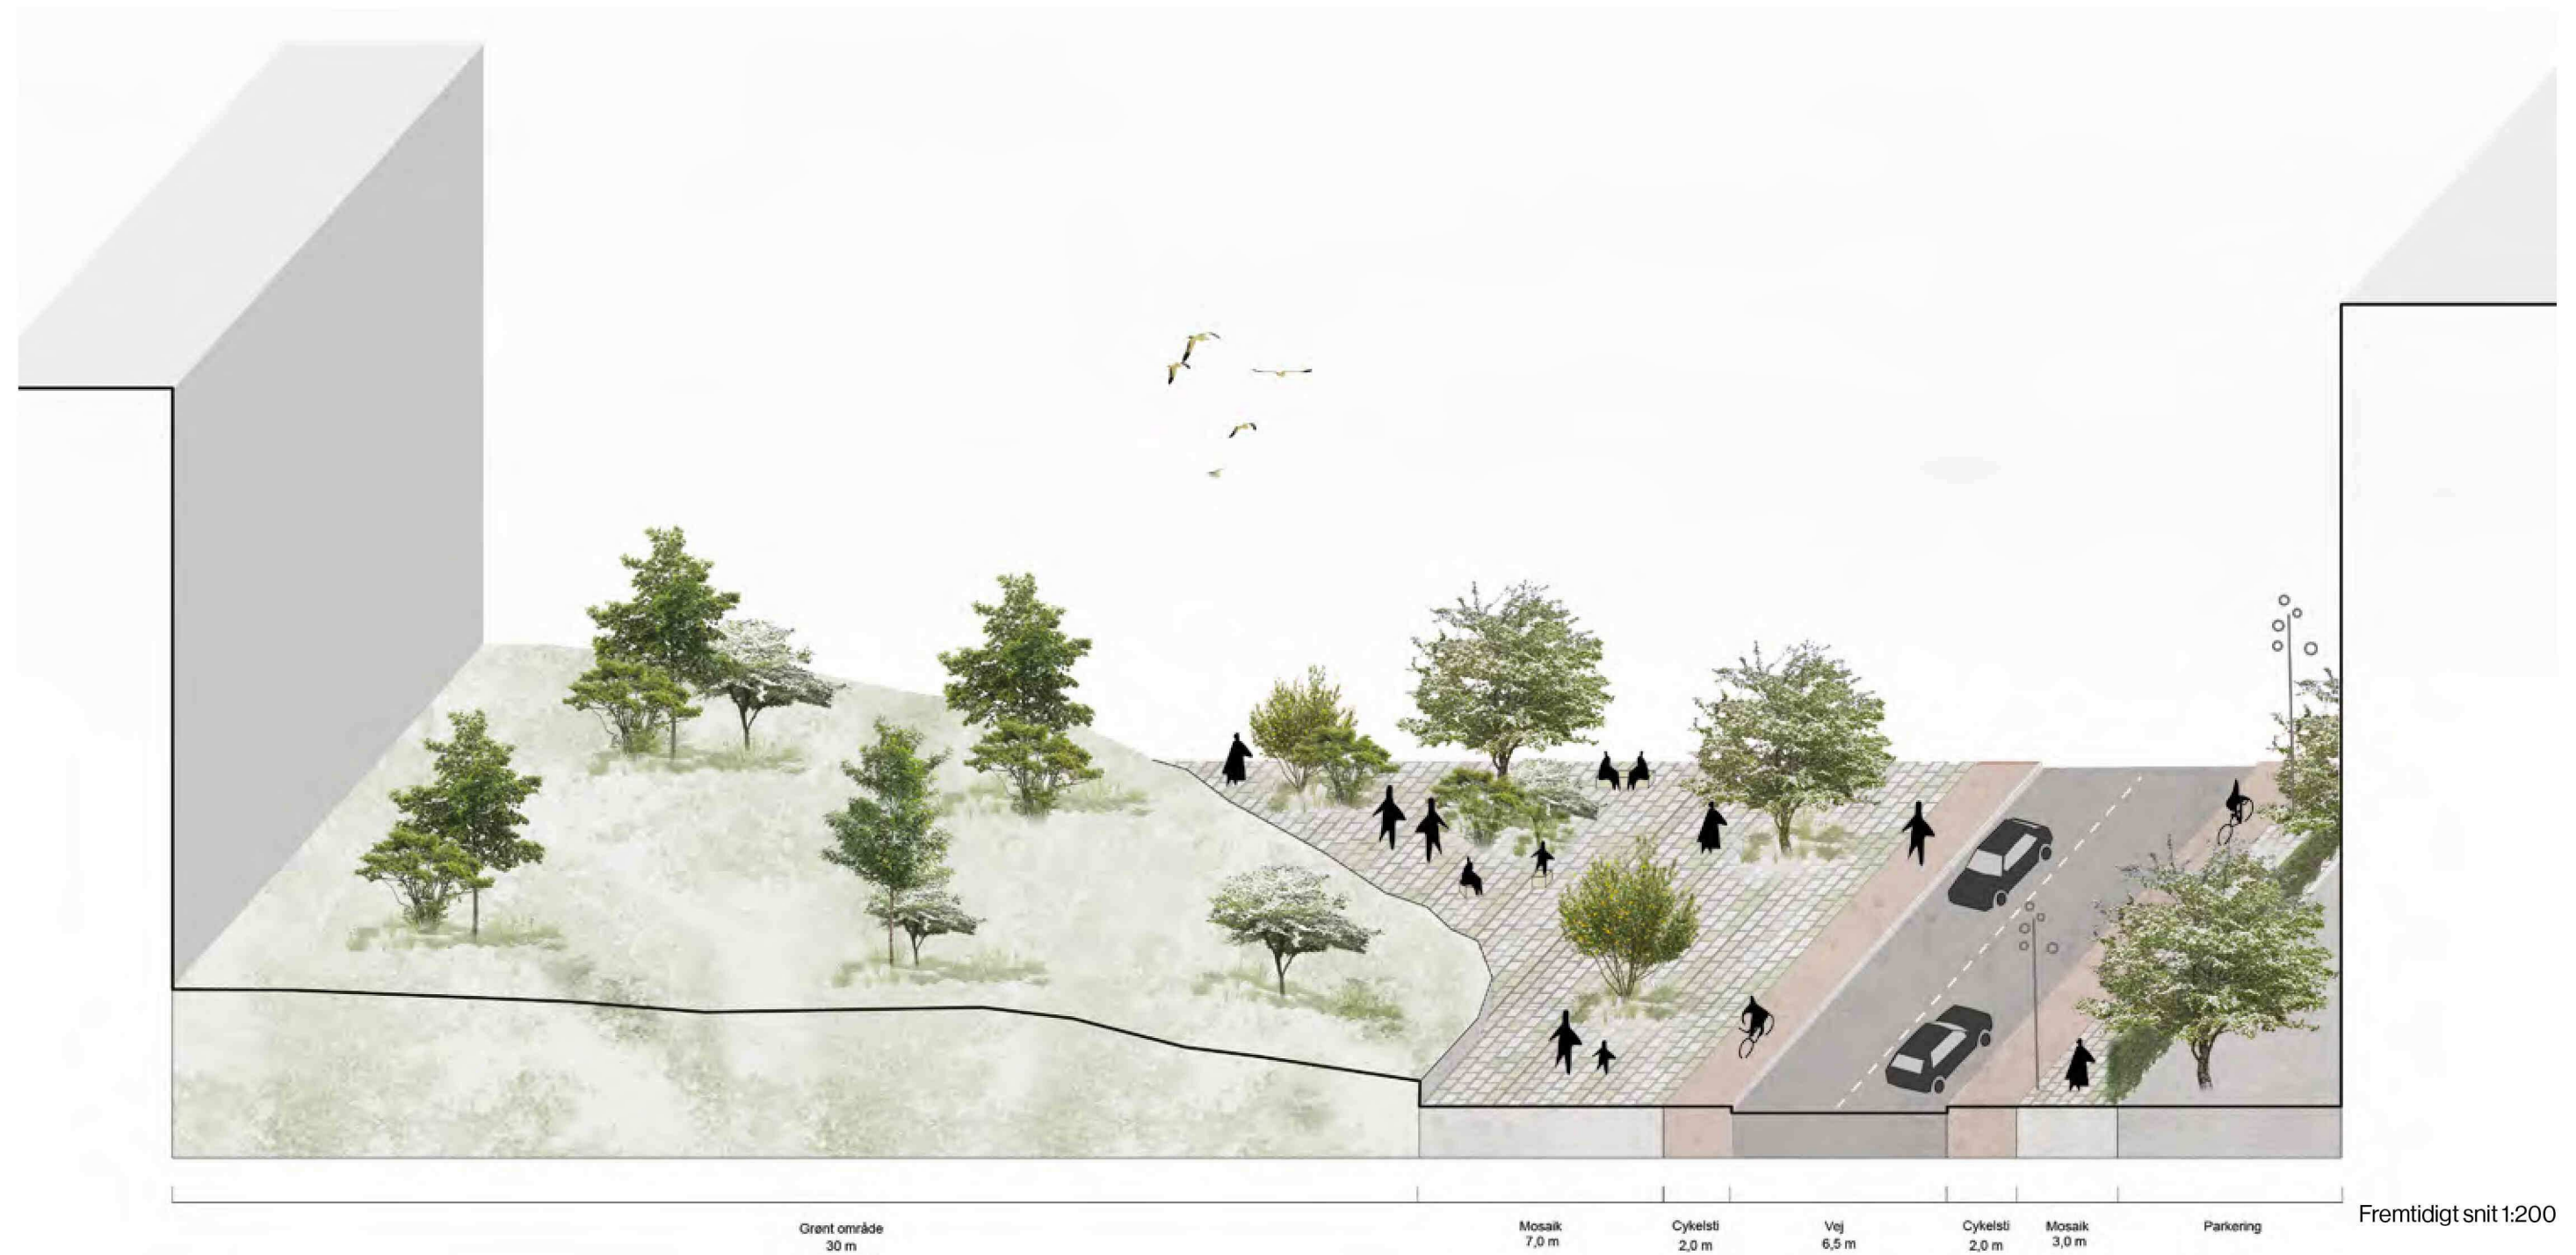 Fremtidigt snit 1:200
Grønt område
30 m
Mosaik
7,0 m
Cykelsti
2,0 m
Vej
6,5 m
Cykelsti
2,0 m
Mosaik
3,0 m
Parkering